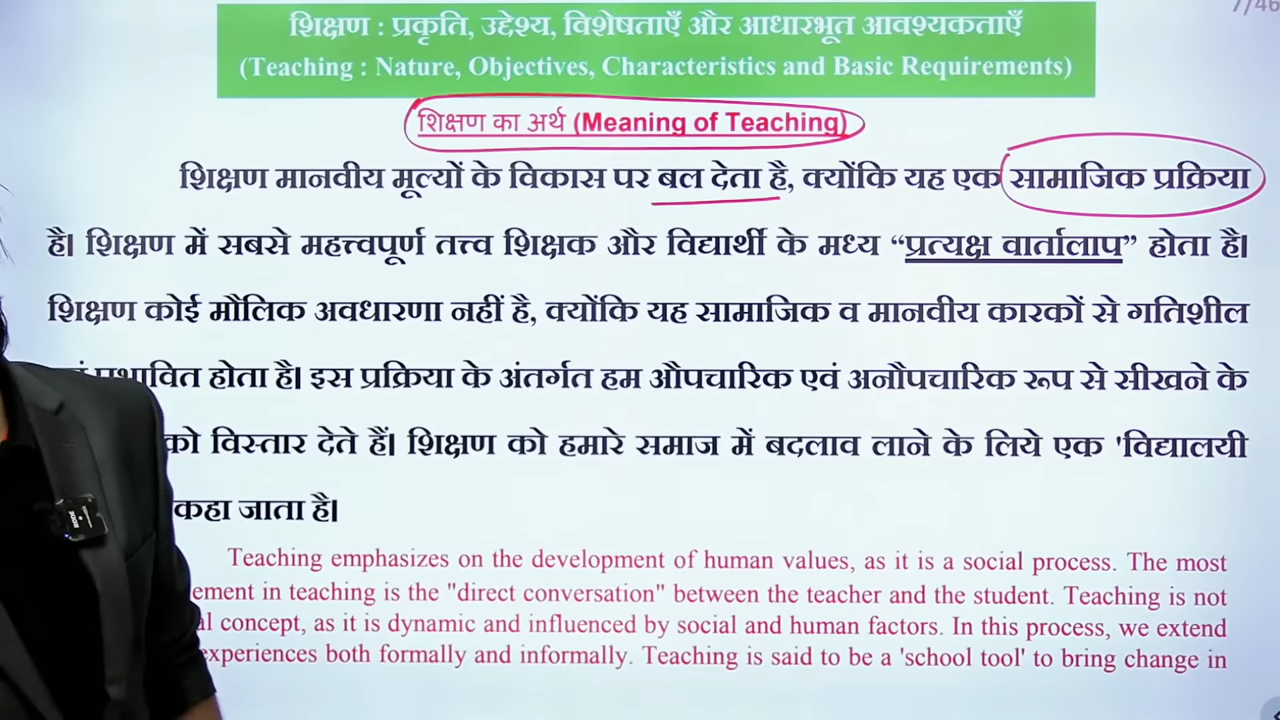 7/46
शिक्षण : प्रकृति, उद्देश्य, विशेषताएँ और आधारभूत आवश्यकताएँ
(Teaching : Nature, Objectives, Characteristics and Basic Requirements)
शिक्षण का अर्थ (Meaning of Teaching)
शिक्षण मानवीय मूल्यों के विकास पर बल देता है, क्योंकि यह एक सामाजिक प्रक्रिया
है। शिक्षण में सबसे महत्त्वपूर्ण तत्त्व शिक्षक और विद्यार्थी के मध्य “प्रत्यक्ष वार्तालाप” होता है।
शिक्षण कोई मौलिक अवधारणा नहीं है, क्योंकि यह सामाजिक व मानवीय कारकों से गतिशील
होता है। इस प्रक्रिया के अंतर्गत हम औपचारिक एवं अनौपचारिक रूप से सीखने के
को विस्तार देते हैं। शिक्षण को हमारे समाज में बदलाव लाने के लिये एक 'विद्यालयी
कहा जाता है।
Teaching emphasizes on the development of human values, as it is a social process. The most
in teaching is the "direct conversation" between the teacher and the student. Teaching is not
concept, as it is dynamic and influenced by social and human factors. In this process, we extend
experiences both formally and informally. Teaching is said to be a 'school tool' to bring change in